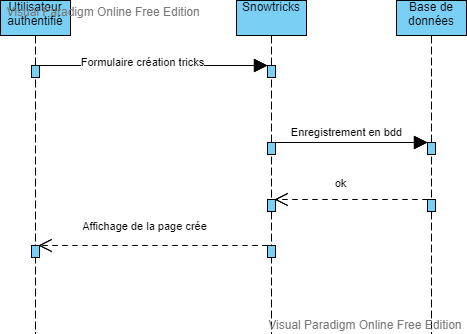 Visual Paradigm Online Free Edition
Utilisateur
authentifié
Snowtricks
Base de
données
Formulaire création tricks
Enregistrement en bdd
ok
Affichage de la page crée
Visual Paradigm Online Free Edition